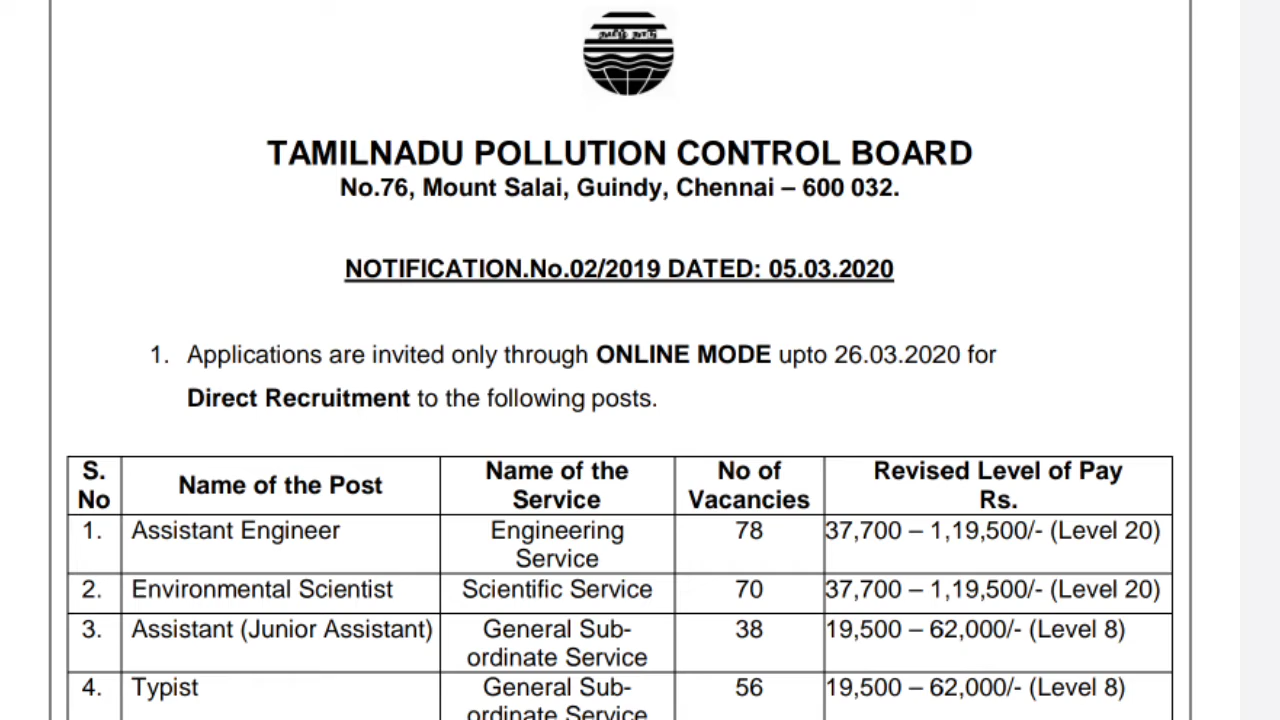 தமிழ் நாடு
TAMILNADU POLLUTION CONTROL BOARD
No.76, Mount Salai, Guindy, Chennai – 600 032.
NOTIFICATION.No.02/2019 DATED: 05.03.2020
1. Applications are invited only through ONLINE MODE upto 26.03.2020 for
Direct Recruitment to the following posts.
S. No | Name of the Post | Name of the Service | No of Vacancies | Revised Level of Pay Rs.
1. Assistant Engineer Engineering Service 78 37,700 – 1,19,500/- (Level 20)
2. Environmental Scientist Scientific Service 70 37,700 – 1,19,500/- (Level 20)
3. Assistant (Junior Assistant) General Sub-ordinate Service 38 19,500 – 62,000/- (Level 8)
4. Typist General Sub-ordinate Service 56 19,500 – 62,000/- (Level 8)